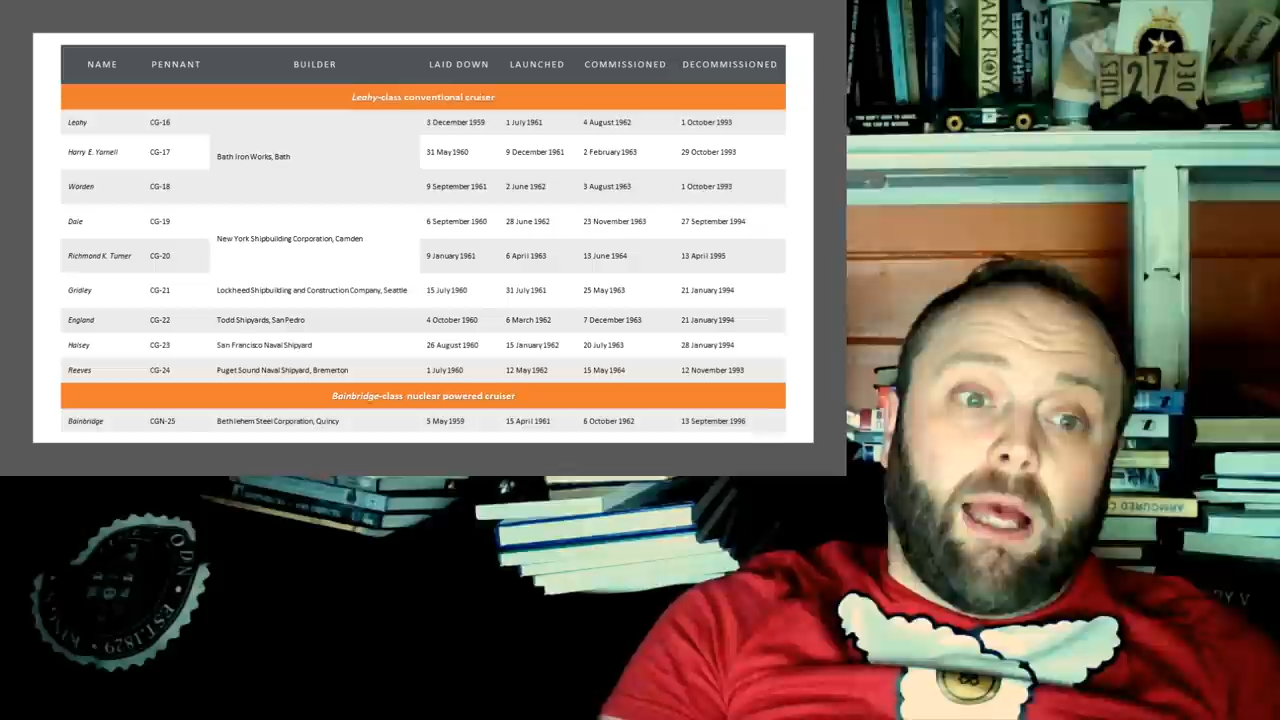 NAME PENNANT BUILDER LAID DOWN LAUNCHED COMMISSIONED DECOMMISSIONED
Leahy-class conventional cruiser
Leahy CG-16 3 December 1959 1 July 1961 4 August 1962 1 October 1993
Harry E. Yarnell CG-17 Bath Iron Works, Bath 31 May 1960 9 December 1961 2 February 1963 29 October 1993
Worden CG-18 9 September 1961 2 June 1962 3 August 1963 1 October 1993
Dale CG-19 6 September 1960 28 June 1962 23 November 1963 27 September 1994
New York Shipbuilding Corporation, Camden
Richmond K. Turner CG-20 9 January 1961 6 April 1963 13 June 1964 13 April 1995
Gridley CG-21 Lockheed Shipbuilding and Construction Company, Seattle 15 July 1960 31 July 1961 25 May 1963 21 January 1994
England CG-22 Todd Shipyards, San Pedro 4 October 1960 6 March 1962 7 December 1963 21 January 1994
Halsey CG-23 San Francisco Naval Shipyard 26 August 1960 15 January 1962 20 July 1963 28 January 1994
Reeves CG-24 Puget Sound Naval Shipyard, Bremerton 1 July 1960 12 May 1962 15 May 1964 12 November 1993
Bainbridge-class nuclear powered cruiser
Bainbridge CGN-25 Bethlehem Steel Corporation, Quincy 5 May 1959 15 April 1961 6 October 1962 13 September 1996
ARK ROYA
ARHAMMER
TUES 27 DEC
ARMOURED C
EST.1829